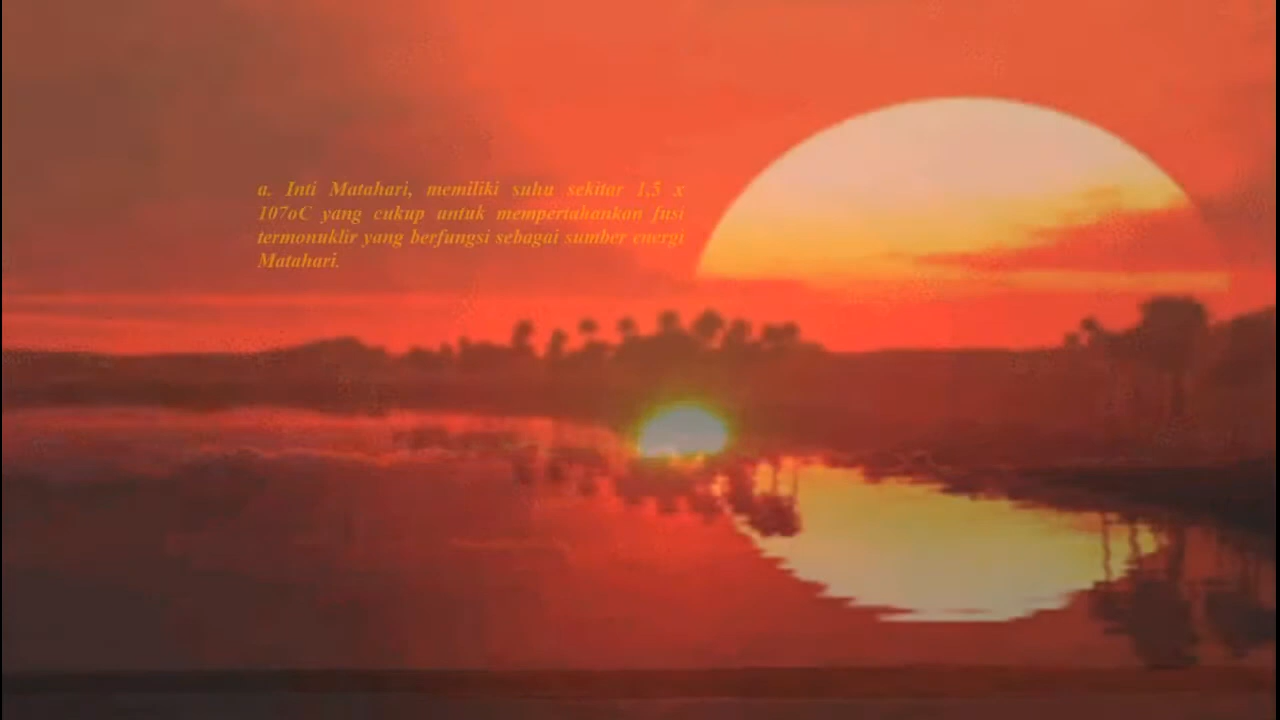 a. Inti Matahari, memiliki suhu sekitar 1,5 x
107oC yang cukup untuk mempertahankan fusi
termonuklir yang berfungsi sebagai sumber energi
Matahari.